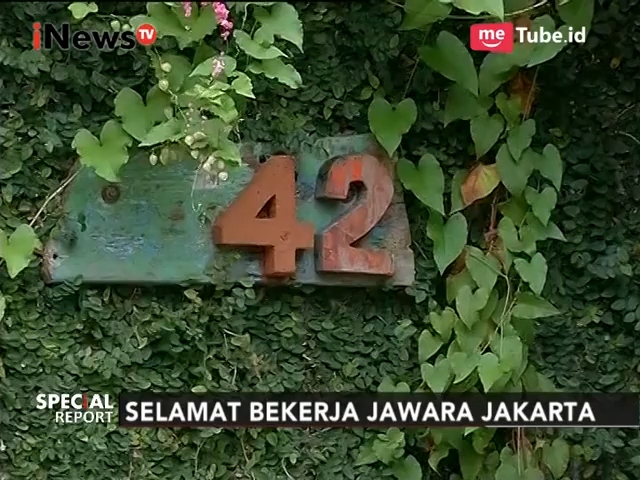 iNews TV
me Tube.id
42
SPECIAL
REPORT
SELAMAT BEKERJA JAWARA JAKARTA